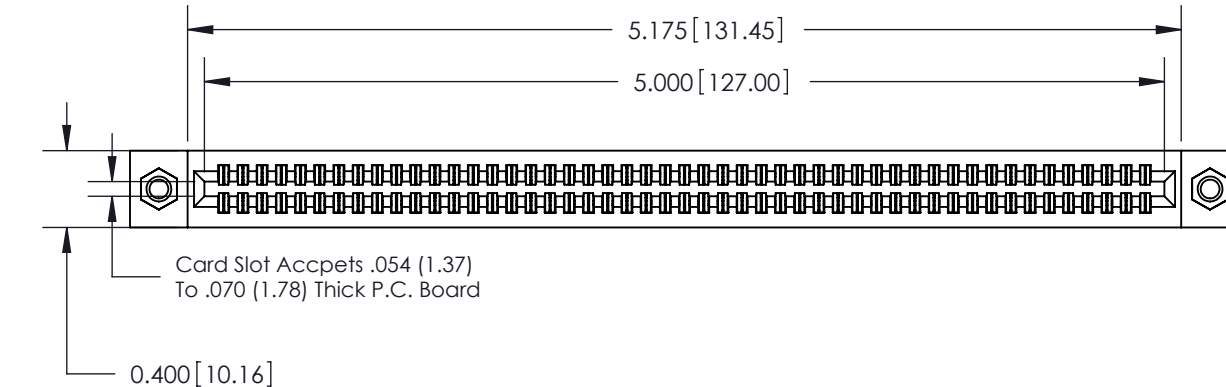 5.175[131.45]
5.000[127.00]
Card Slot Accpets .054 (1.37)
To .070 (1.78) Thick P.C. Board
0.400[10.16]